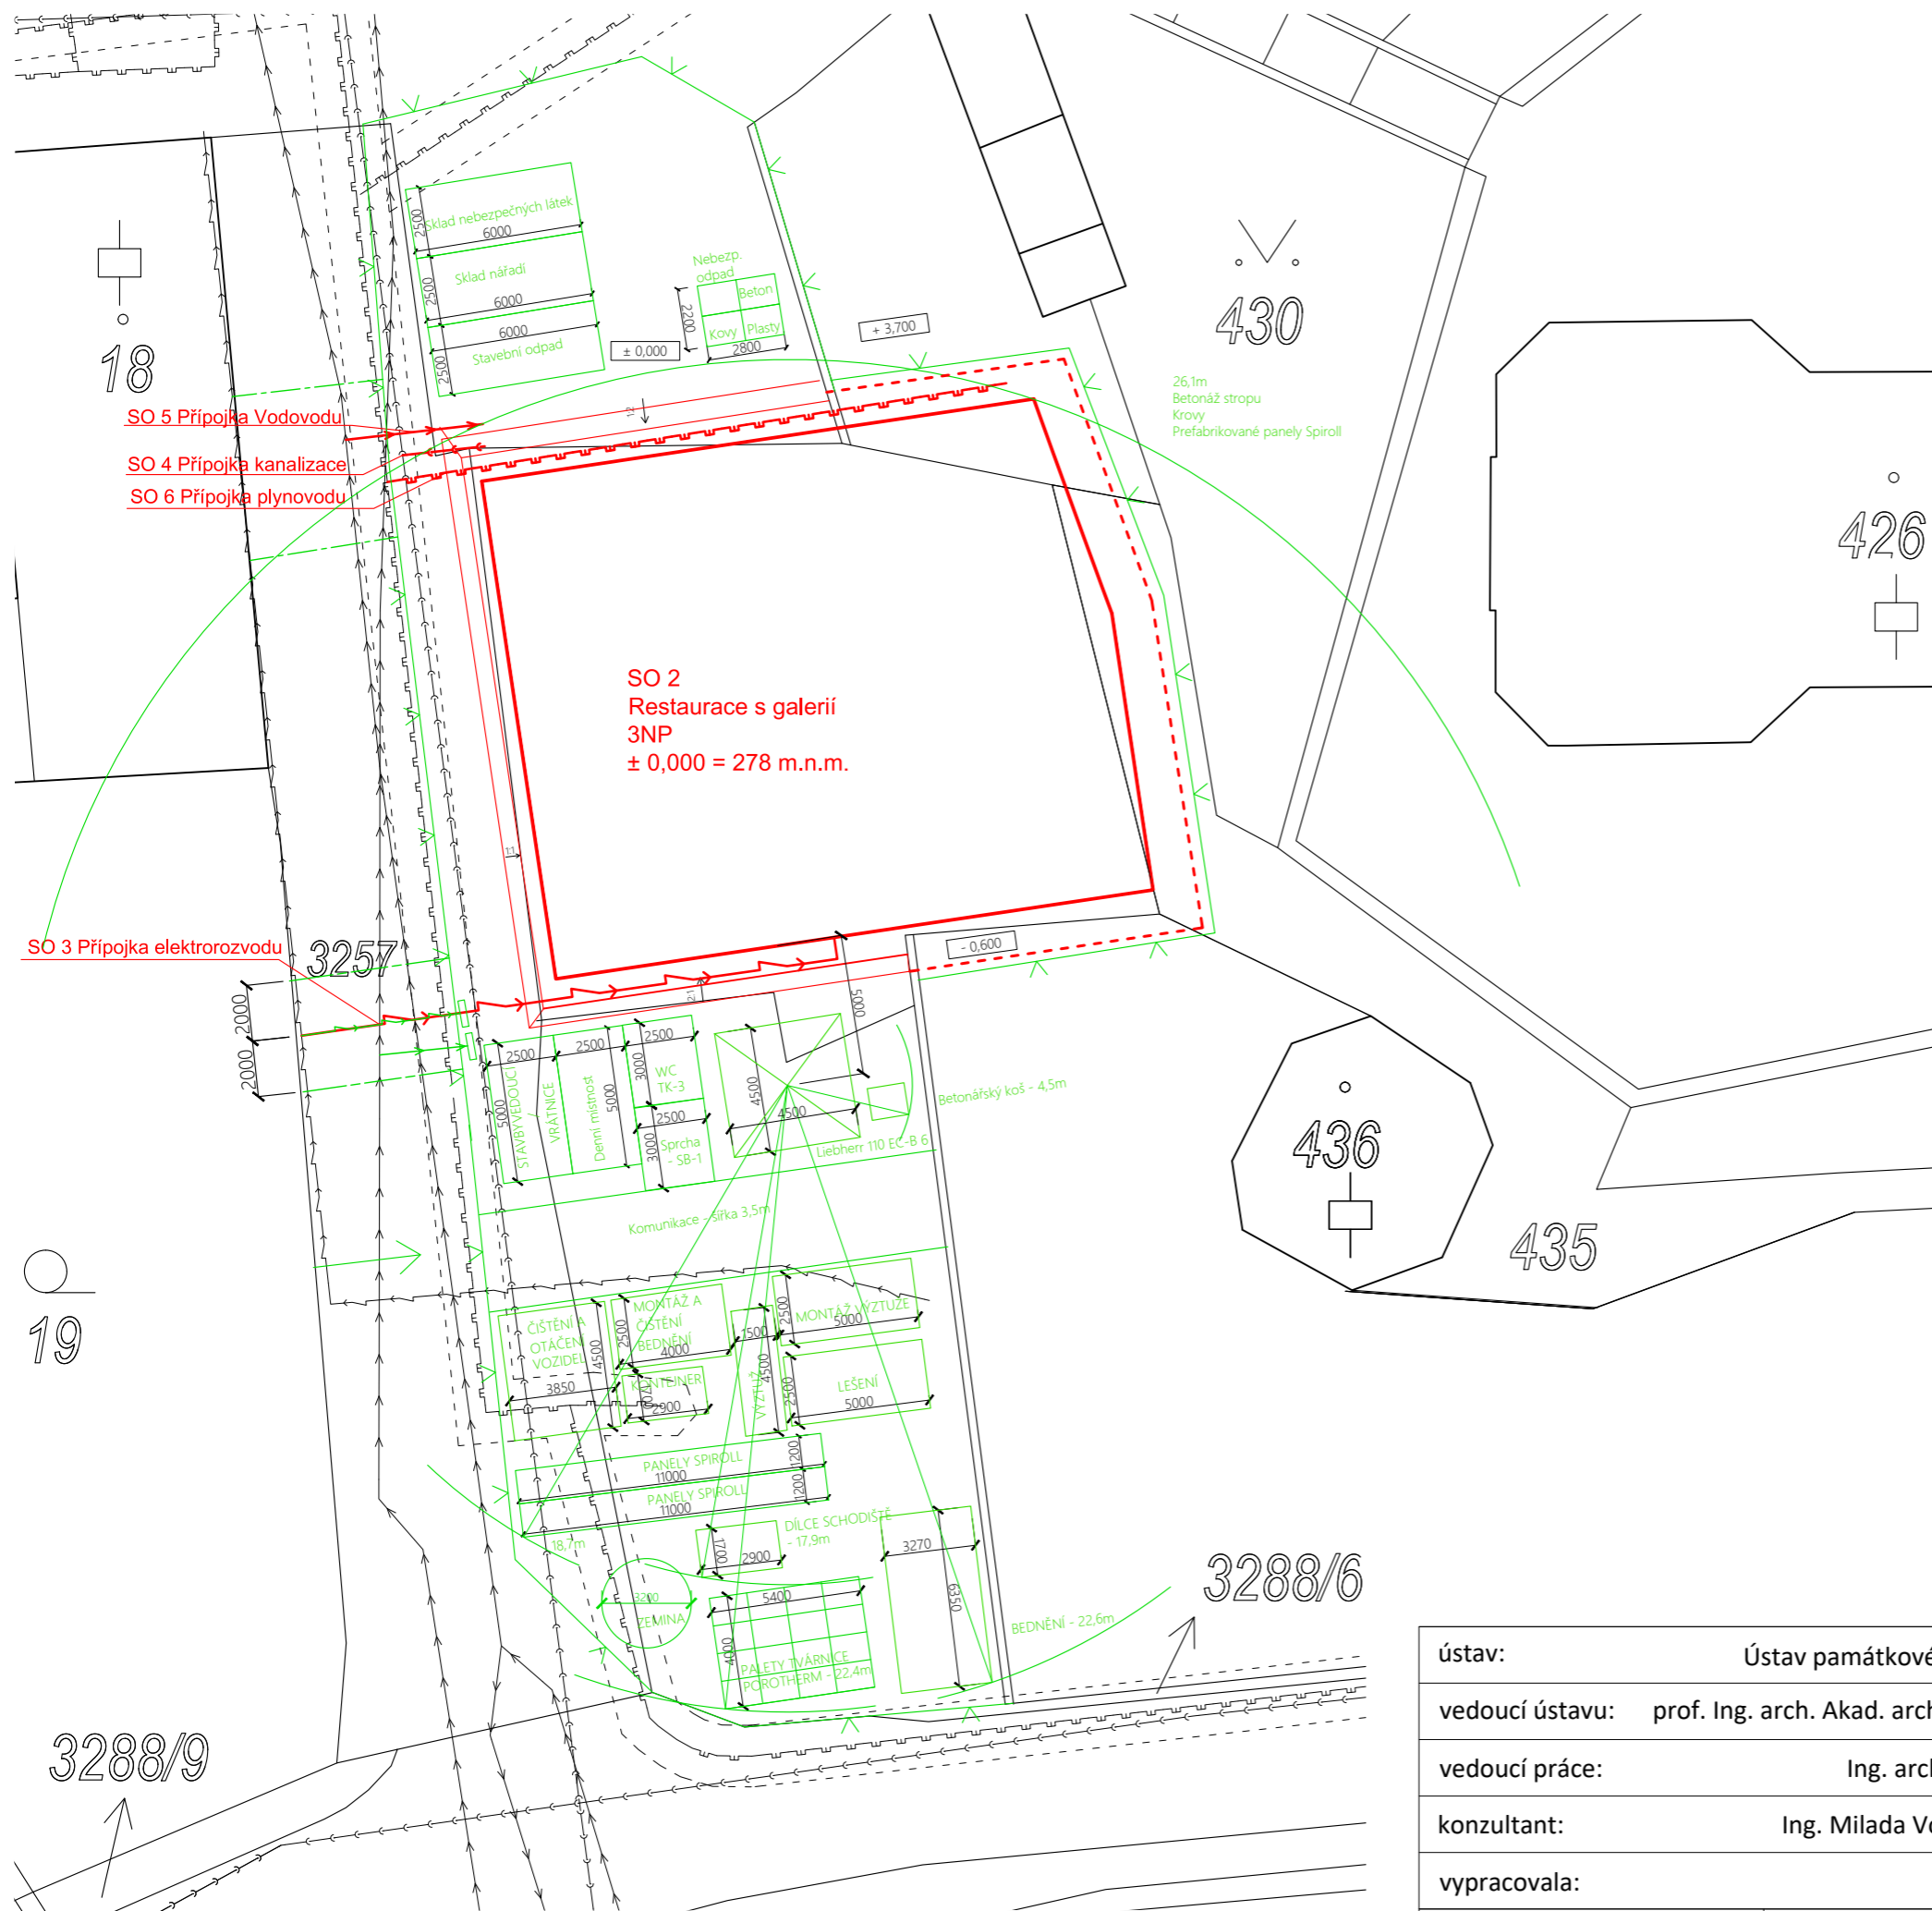 Sklad nebezpečných látek
2500
6000
Sklad nářadí
2500
6000
6000
Stavební odpad
2500
Nebezp.
odpad
Beton
Kovy
Plasty
2200
2800
± 0,000
+ 3,700
18
430
26,1m
Betonáž stropu
Krovy
Prefabrikované panely Spiroll
426
SO 5 Přípojka Vodovodu
SO 4 Přípojka kanalizace
SO 6 Přípojka plynovodu
1:2
SO 2
Restaurace s galerií
3NP
± 0,000 = 278 m.n.m.
1:1
SO 3 Přípojka elektrorozvodu
3257
- 0,600
2:1
2000
2000
5000
2500
2500
2500
5000
STAVBYVEDOUCÍ
VRÁTNICE
Denní místnost
5000
3000
WC
TK-3
2500
3000
Sprcha
- SB-1
4500
4500
Betonářský koš - 4,5m
Liebherr 110 EC-B 6
Komunikace - šířka 3,5m
436
435
19
ČIŠTĚNÍ A
OTÁČENÍ
VOZIDEL
4500
3850
MONTÁŽ A
ČIŠTĚNÍ
BEDNĚNÍ
2500
4000
KONTEJNER
1700
2900
1500
4500
VÝZTUŽ
MONTÁŽ VÝZTUŽE
2500
5000
LEŠENÍ
2500
5000
PANELY SPIROLL
11000
1200
PANELY SPIROLL
11000
1200
18,7m
DÍLCE SCHODIŠTĚ
- 17,9m
1700
2900
3270
6350
3200
ZEMINA
5400
4000
PALETY TVÁRNICE
POROTHERM - 22,4m
BEDNĚNÍ - 22,6m
3288/6
3288/9
ústav: Ústav památkové
vedoucí ústavu: prof. Ing. arch. Akad. arch
vedoucí práce: Ing. arch
konzultant: Ing. Milada Vo
vypracovala: